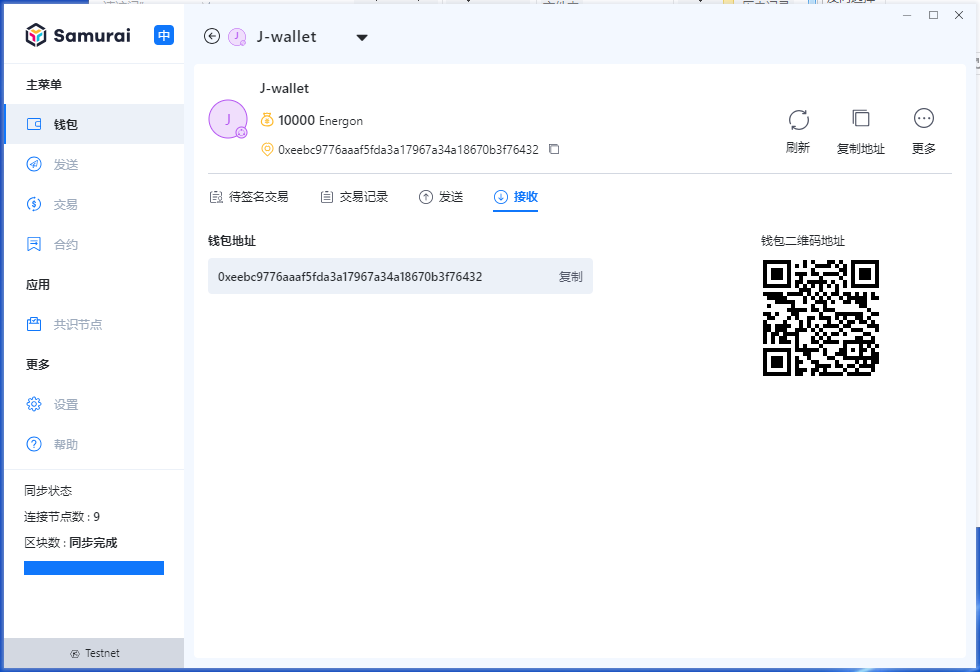 Samurai
中
J
J-wallet
主菜单
钱包
发送
交易
合约
应用
共识节点
更多
设置
帮助
同步状态
连接节点数 : 9
区块数 : 同步完成
Testnet
J
J-wallet
10000 Energon
0xeebc9776aaaf5fda3a17967a34a18670b3f76432
刷新
复制地址
更多
待签名交易
交易记录
发送
接收
钱包地址
0xeebc9776aaaf5fda3a17967a34a18670b3f76432
复制
钱包二维码地址